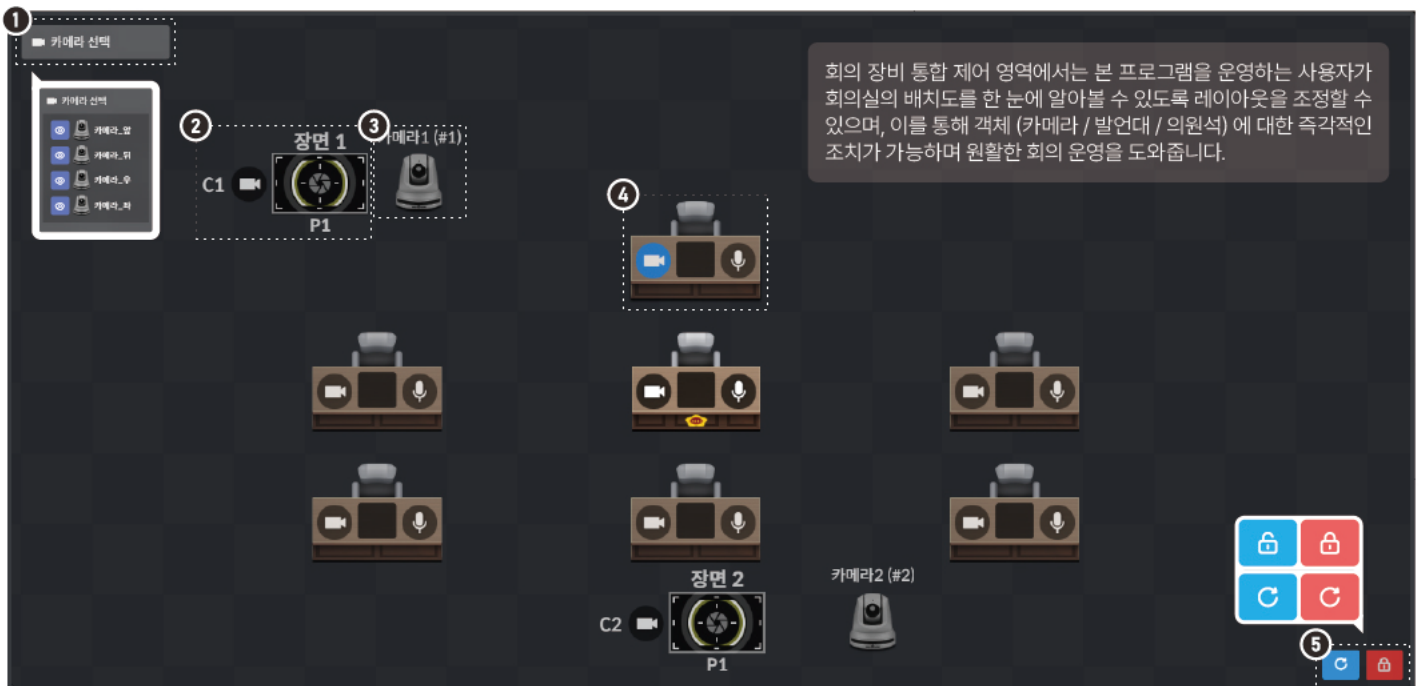 1
카메라 선택
카메라 선택
카메라_앞
카메라_뒤
카메라_우
카메라_좌
회의 장비 통합 제어 영역에서는 본 프로그램을 운영하는 사용자가
회의실의 배치도를 한 눈에 알아볼 수 있도록 레이아웃을 조정할 수
있으며, 이를 통해 객체 (카메라 / 발언대 / 의원석) 에 대한 즉각적인
조치가 가능하며 원활한 회의 운영을 도와줍니다.
2
장면 1
C1
P1
3
카메라1 (#1)
4
장면 2
C2
P1
카메라2 (#2)
5